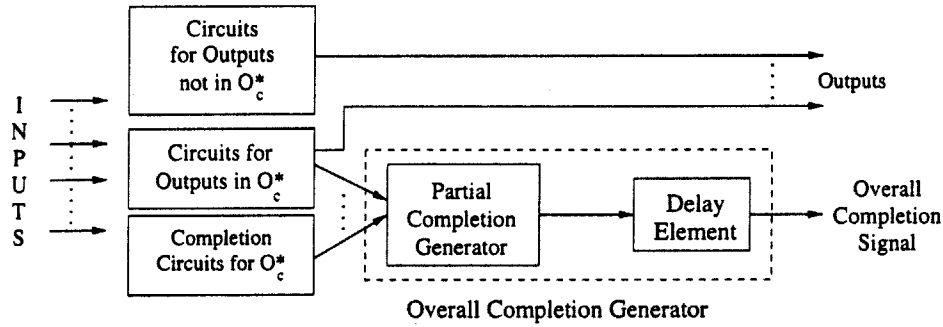 Circuits
for Outputs
not in O*c
Outputs
I
N
P
U
T
S
Circuits for
Outputs in O*c
Completion
Circuits for O*c
Partial
Completion
Generator
Delay
Element
Overall
Completion
Signal
Overall Completion Generator